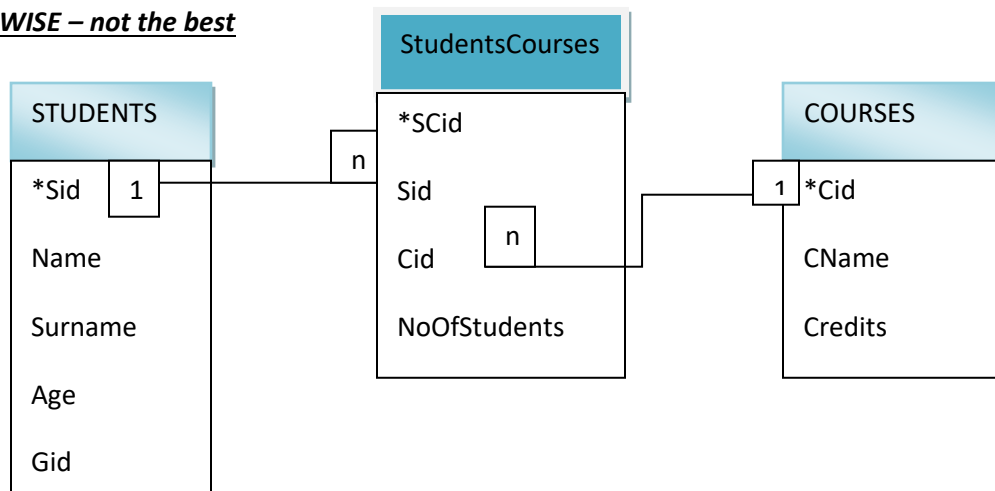 WISE – not the best
StudentsCourses
STUDENTS
COURSES
*SCid
n
*Sid
1
Sid
1
*Cid
n
Name
Cid
CName
Surname
NoOfStudents
Credits
Age
Gid